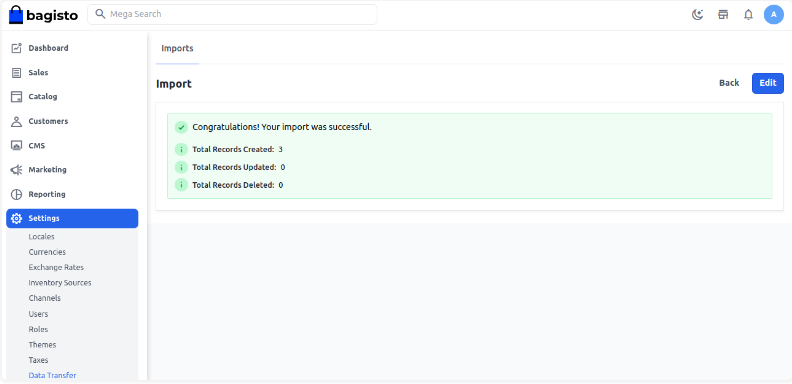 bagisto
Mega Search
A
Dashboard
Sales
Catalog
Customers
CMS
Marketing
Reporting
Settings
Locales
Currencies
Exchange Rates
Inventory Sources
Channels
Users
Roles
Themes
Taxes
Data Transfer
Imports
Import
Back
Edit
Congratulations! Your import was successful.
Total Records Created: 3
Total Records Updated: 0
Total Records Deleted: 0